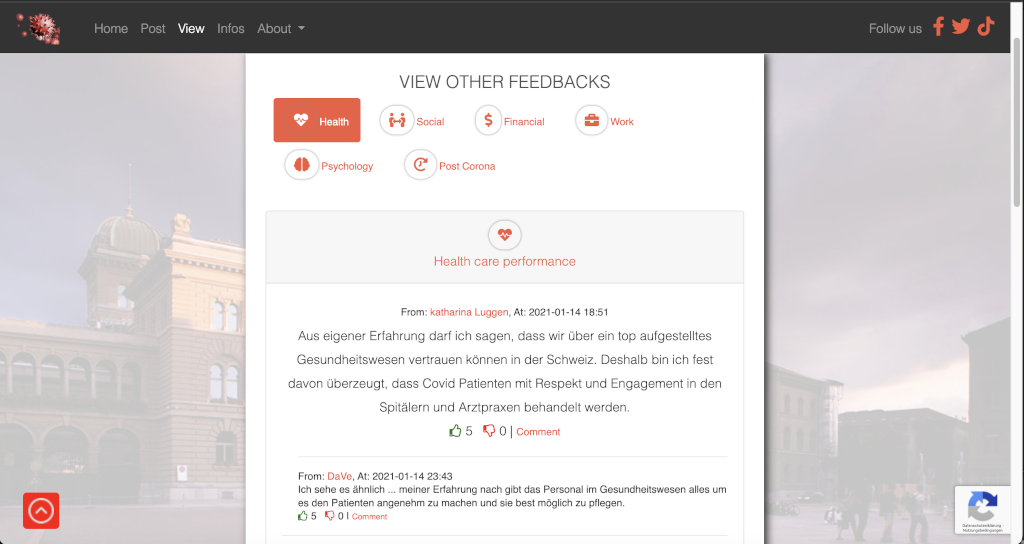 Home Post View Infos About Follow us
VIEW OTHER FEEDBACKS
Health Social Financial Work
Psychology Post Corona
Health care performance
From: katharina Luggen, At: 2021-01-14 18:51
Aus eigener Erfahrung darf ich sagen, dass wir über ein top aufgestelltes
Gesundheitswesen vertrauen können in der Schweiz. Deshalb bin ich fest
davon überzeugt, dass Covid Patienten mit Respekt und Engagement in den
Spitälern und Arztpraxen behandelt werden.
5 0 | Comment
From: DaVe, At: 2021-01-14 23:43
Ich sehe es ähnlich ... meiner Erfahrung nach gibt das Personal im Gesundheitswesen alles um
es den Patienten angenehm zu machen und sie best möglich zu pflegen.
5 0 | Comment
Datenschutzerklärung -
Nutzungsbedingungen